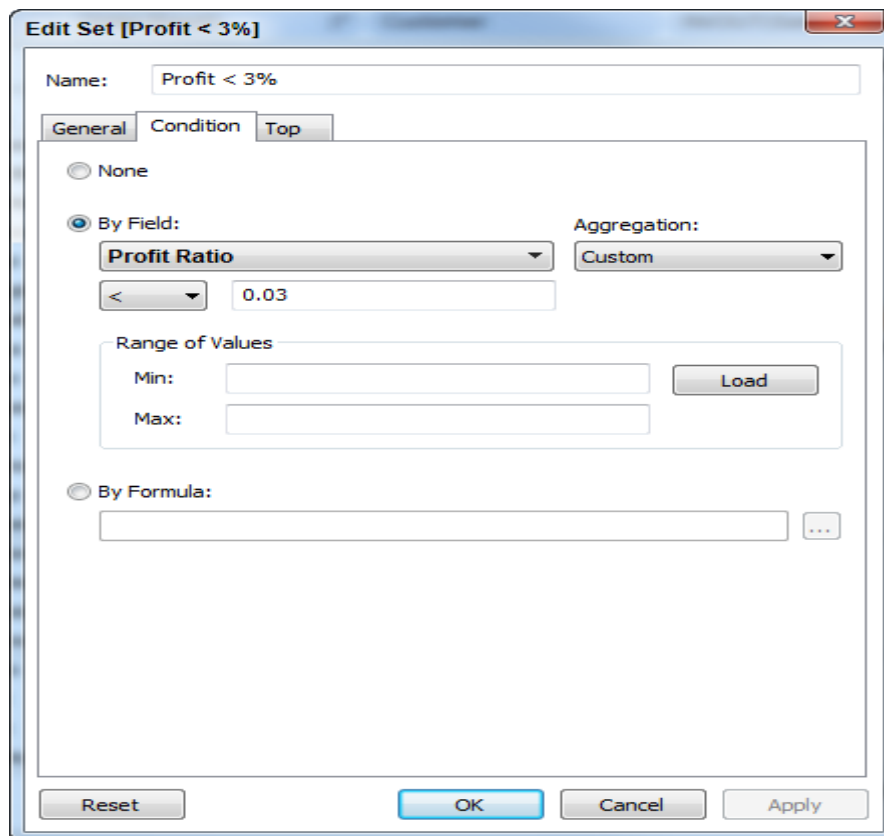 Edit Set [Profit < 3%]
Name: Profit < 3%
General Condition Top
None
By Field: Aggregation:
Profit Ratio Custom
< 0.03
Range of Values
Min: Load
Max:
By Formula:
...
Reset OK Cancel Apply